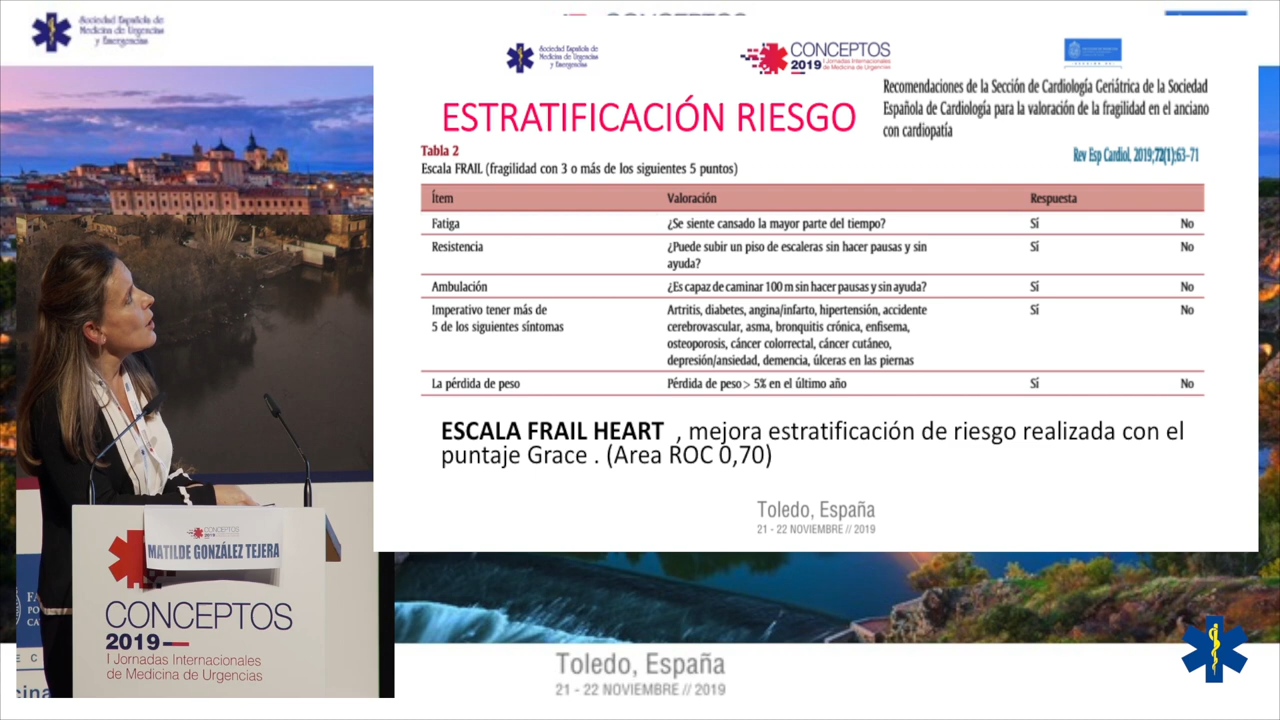 Sociedad Española de
Medicina de Urgencias
y Emergencias
Sociedad Española de
Medicina de Urgencias
y Emergencias
CONCEPTOS
2019 I Jornadas Internacionales
de Medicina de Urgencias
ESTRATIFICACIÓN RIESGO
Recomendaciones de la Sección de Cardiología Geriátrica de la Sociedad
Española de Cardiología para la valoración de la fragilidad en el anciano
con cardiopatía
Rev Esp Cardiol. 2019;72(1):63-71
Tabla 2
Escala FRAIL (fragilidad con 3 o más de los siguientes 5 puntos)
Ítem Valoración Respuesta
Fatiga ¿Se siente cansado la mayor parte del tiempo? Sí No
Resistencia ¿Puede subir un piso de escaleras sin hacer pausas y sin Sí No
ayuda?
Ambulación ¿Es capaz de caminar 100 m sin hacer pausas y sin ayuda? Sí No
Imperativo tener más de Artritis, diabetes, angina/infarto, hipertensión, accidente Sí No
5 de los siguientes síntomas cerebrovascular, asma, bronquitis crónica, enfisema,
osteoporosis, cáncer colorrectal, cáncer cutáneo,
depresión/ansiedad, demencia, úlceras en las piernas
La pérdida de peso Pérdida de peso > 5% en el último año Sí No
ESCALA FRAIL HEART , mejora estratificación de riesgo realizada con el
puntaje Grace . (Area ROC 0,70)
Toledo, España
21 - 22 NOVIEMBRE // 2019
CONCEPTOS
2019
MATILDE GONZÁLEZ TEJERA
CONCEPTOS
2019
I Jornadas Internacionales
de Medicina de Urgencias
Toledo, España
21 - 22 NOVIEMBRE // 2019